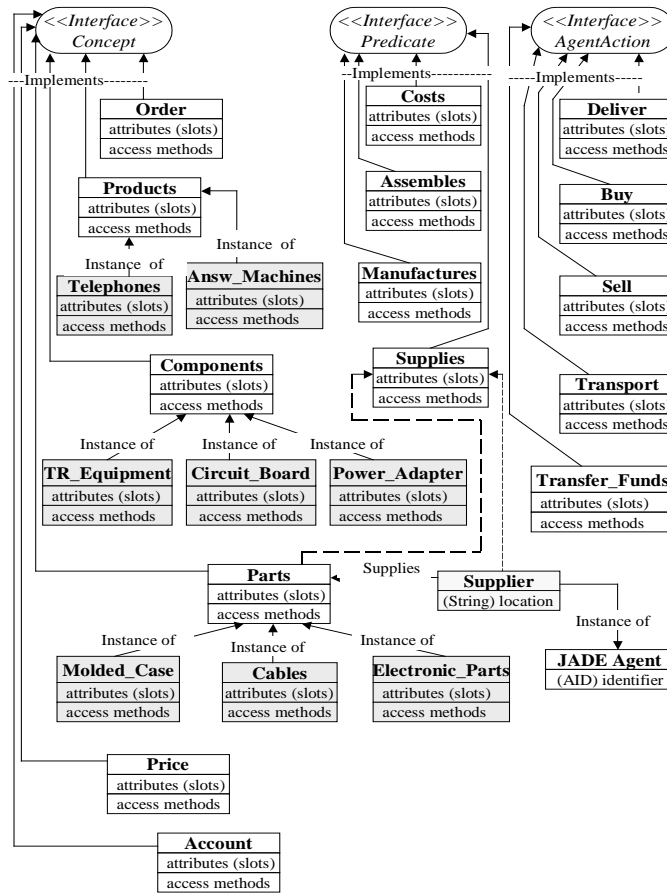 <<Interface>>
Concept
<<Interface>>
Predicate
<<Interface>>
AgentAction
---Implements--------
--Implements------
---Implements----
Order
attributes (slots)
access methods
Costs
attributes (slots)
access methods
Deliver
attributes (slots)
access methods
Products
attributes (slots)
access methods
Assembles
attributes (slots)
access methods
Buy
attributes (slots)
access methods
Instance of
Instance of
Telephones
attributes (slots)
access methods
Answ_Machines
attributes (slots)
access methods
Manufactures
attributes (slots)
access methods
Sell
attributes (slots)
access methods
Components
attributes (slots)
access methods
Supplies
attributes (slots)
access methods
Transport
attributes (slots)
access methods
Instance of
Instance of
Instance of
TR_Equipment
attributes (slots)
access methods
Circuit_Board
attributes (slots)
access methods
Power_Adapter
attributes (slots)
access methods
Transfer_Funds
attributes (slots)
access methods
Parts
attributes (slots)
access methods
Supplies
Supplier
(String) location
Instance of
JADE Agent
(AID) identifier
Instance of
Instance of
Instance of
Molded_Case
attributes (slots)
access methods
Cables
attributes (slots)
access methods
Electronic_Parts
attributes (slots)
access methods
Price
attributes (slots)
access methods
Account
attributes (slots)
access methods